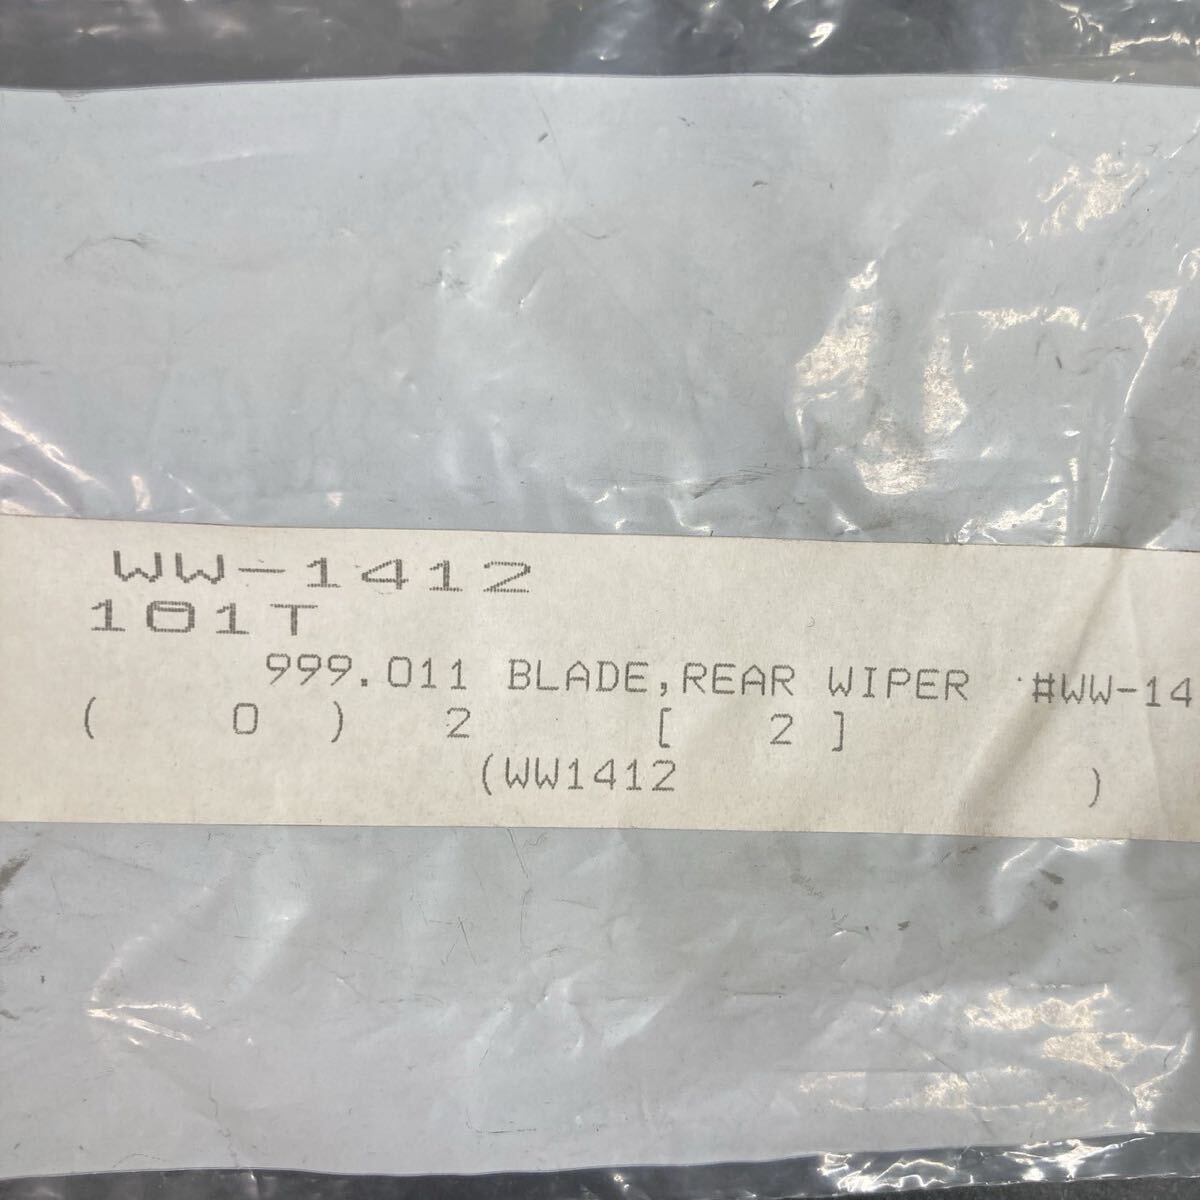 WW-1412
101T
999.011 BLADE,REAR WIPER #WW-14
( 0 ) 2 [ 2 ]
(WW1412 )